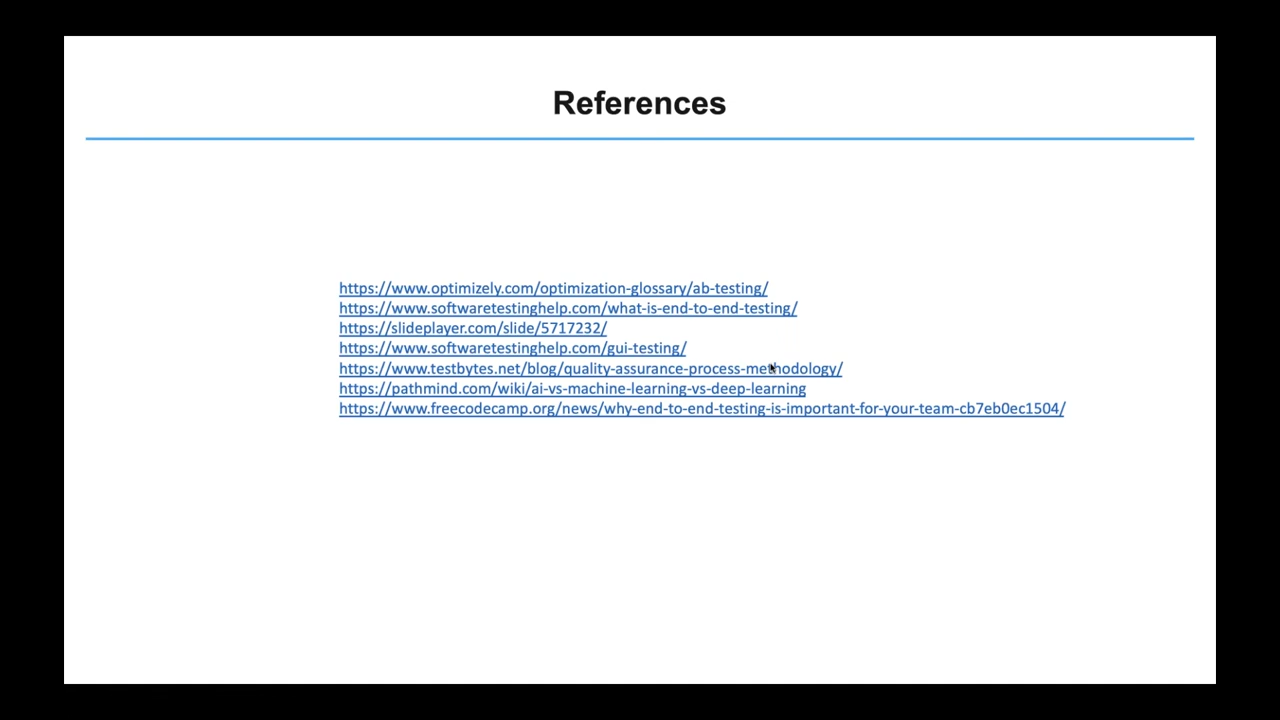 References
https://www.optimizely.com/optimization-glossary/ab-testing/
https://www.softwaretestinghelp.com/what-is-end-to-end-testing/
https://slideplayer.com/slide/5717232/
https://www.softwaretestinghelp.com/gui-testing/
https://www.testbytes.net/blog/quality-assurance-process-methodology/
https://pathmind.com/wiki/ai-vs-machine-learning-vs-deep-learning
https://www.freecodecamp.org/news/why-end-to-end-testing-is-important-for-your-team-cb7eb0ec1504/